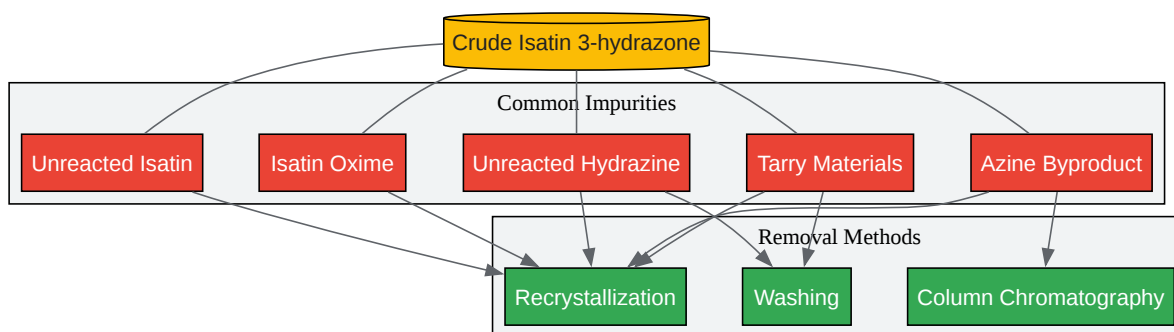 Crude Isatin 3-hydrazone
Common Impurities
Unreacted Isatin
Isatin Oxime
Unreacted Hydrazine
Tarry Materials
Azine Byproduct
Removal Methods
Recrystallization
Washing
Column Chromatography